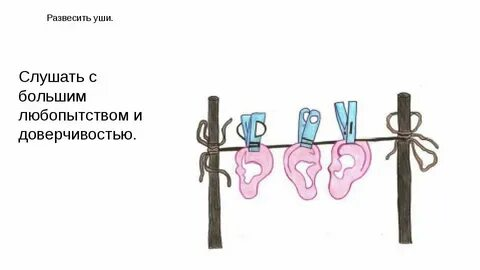 Развесить уши.
Слушать с
большим
любопытством и
доверчивостью.